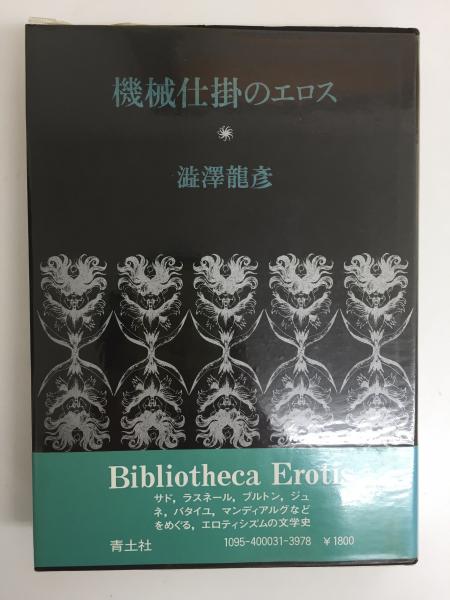 機械仕掛のエロス
澁澤龍彥
Bibliotheca Erotis
サド，ラスネール，ブルトン，ジュ
ネ，バタイユ，マンディアルグなど
をめぐる，エロティシズムの文学史
青土社 1095-400031-3978 ￥1800